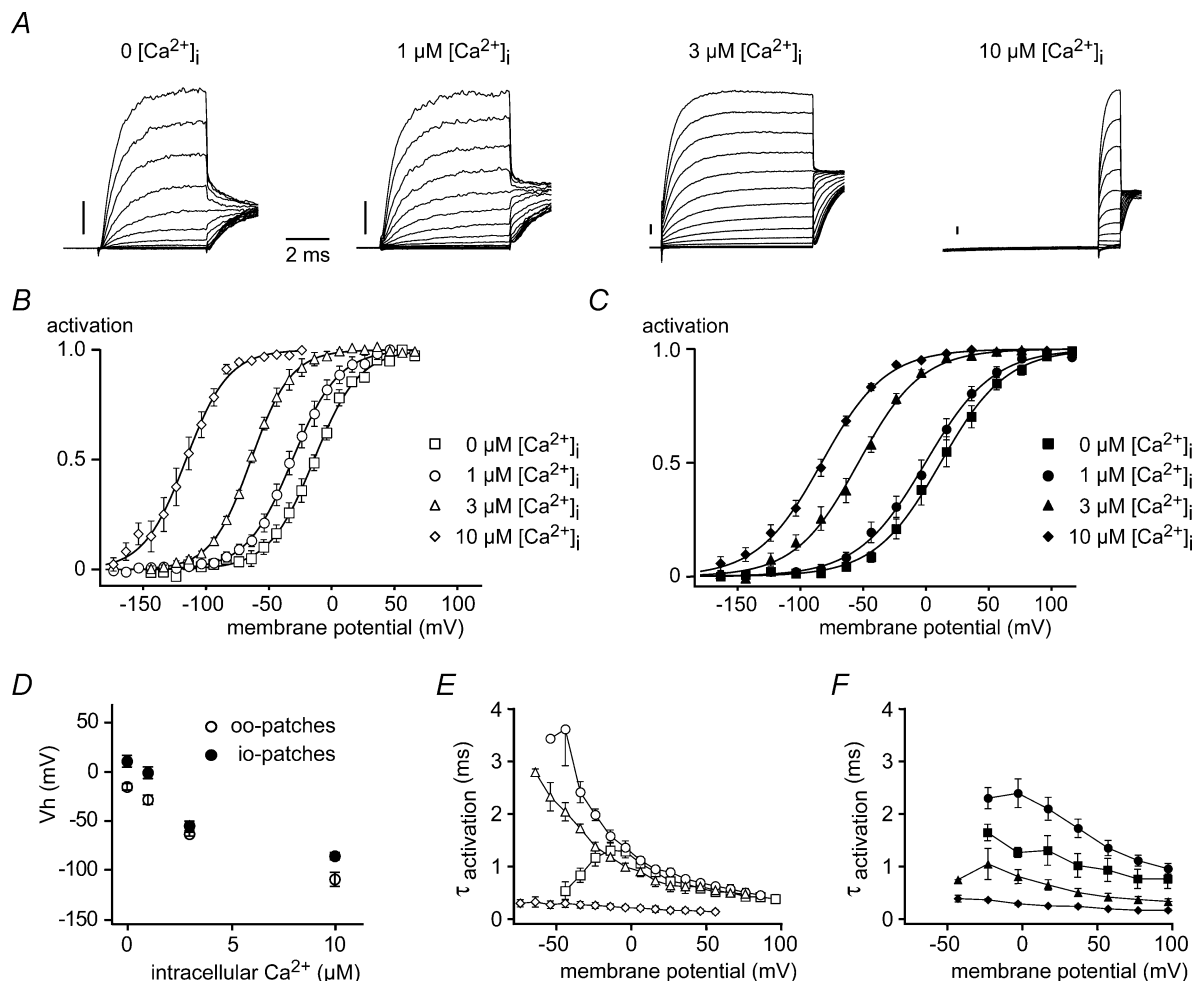 A
0 [Ca2+]i
1 µM [Ca2+]i
3 µM [Ca2+]i
10 µM [Ca2+]i
2 ms
B
activation
1.0
0.5
0
-150
-100
-50
0
50
100
membrane potential (mV)
0 µM [Ca2+]i
1 µM [Ca2+]i
3 µM [Ca2+]i
10 µM [Ca2+]i
C
activation
1.0
0.5
0
-150
-100
-50
0
50
100
membrane potential (mV)
0 µM [Ca2+]i
1 µM [Ca2+]i
3 µM [Ca2+]i
10 µM [Ca2+]i
D
Vh (mV)
50
0
-50
-100
-150
0
5
10
intracellular Ca2+ (µM)
oo-patches
io-patches
E
τ activation (ms)
4
3
2
1
0
-50
0
50
100
membrane potential (mV)
F
τ activation (ms)
4
3
2
1
0
-50
0
50
100
membrane potential (mV)